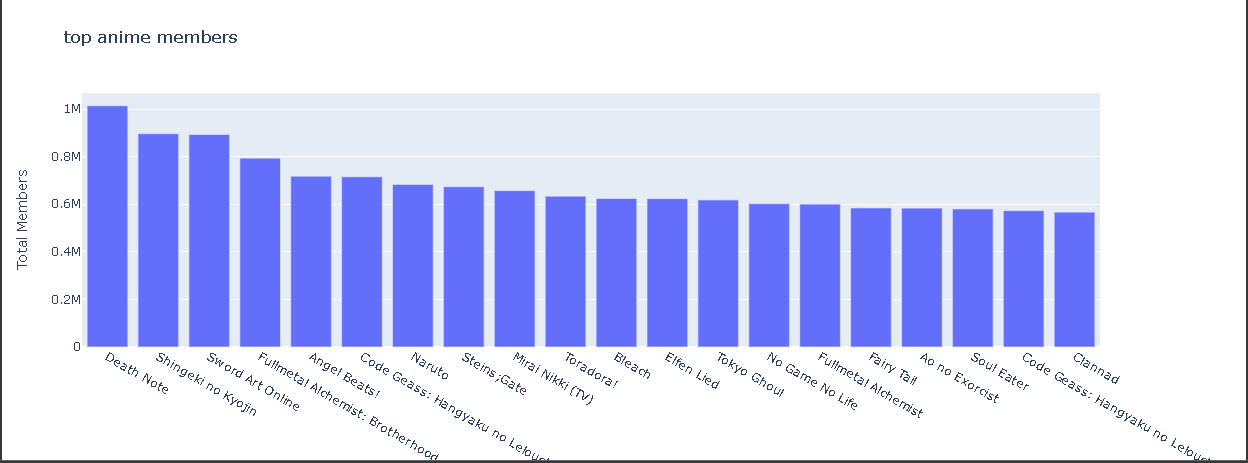 top anime members
Total Members
1M
0.8M
0.6M
0.4M
0.2M
0
Death Note
Shingeki no Kyojin
Sword Art Online
Fullmetal Alchemist: Brotherhood
Angel Beats!
Code Geass: Hangyaku no
Naruto
Steins;Gate
Mirai Nikki (TV)
Toradora!
Bleach
Elfen Lied
Tokyo Ghoul
No Game No Life
Fullmetal Alchemist
Fairy Tail
Ao no Exorcist
Soul Eater
Code Geass: Hangyaku no
Clannad